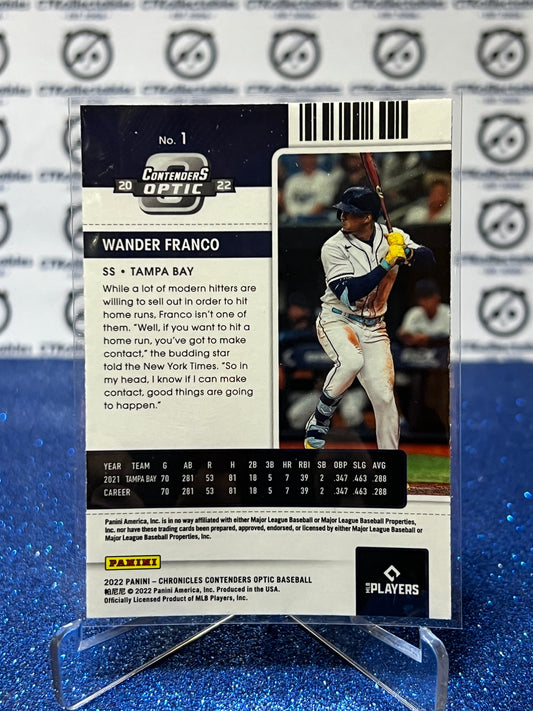 No. 1
CONTENDERS
20 OPTIC 22
WANDER FRANCO
SS • TAMPA BAY
While a lot of modern hitters are
willing to sell out in order to hit
home runs, Franco isn't one of
them. "Well, if you want to hit a
home run, you've got to make
contact," the budding star
told the New York Times. "So in
my head, I know if I can make
contact, good things are going
to happen."
YEAR TEAM G AB R H 2B 3B HR RBI SB OBP SLG AVG
2021 TAMPA BAY 70 281 53 81 18 5 7 39 2 .347 .463 .288
CAREER 70 281 53 81 18 5 7 39 2 .347 .463 .288
Panini America, Inc. is in no way affiliated with either Major League Baseball or Major League Baseball Properties,
Inc. nor have these trading cards been prepared, approved, endorsed, or licensed by either Major League Baseball or
Major League Baseball Properties, Inc.
PANINI
2022 PANINI – CHRONICLES CONTENDERS OPTIC BASEBALL
帕尼尼 © 2022 Panini America, Inc. Produced in the USA.
Officially Licensed Product of MLB Players, Inc.
MLB PLAYERS